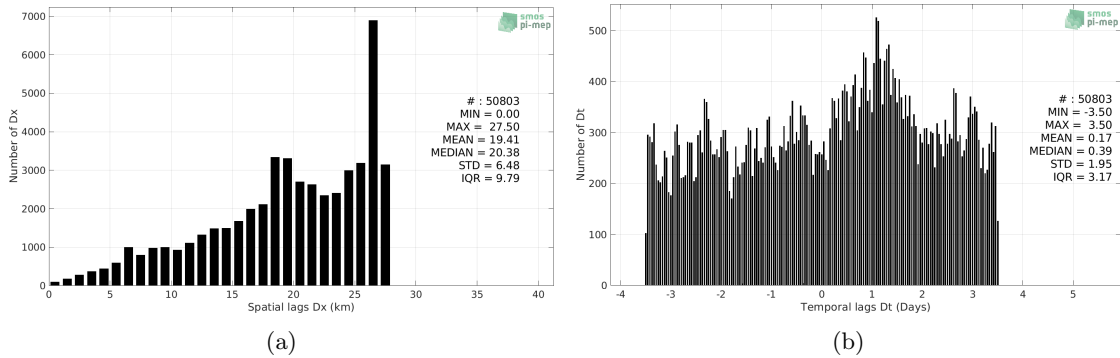 smos
pi-mep
7000
6000
5000
4000
3000
2000
1000
0
Number of Dx
# : 50803
MIN = 0.00
MAX = 27.50
MEAN = 19.41
MEDIAN = 20.38
STD = 6.48
IQR = 9.79
0 5 10 15 20 25 30 35 40
Spatial lags Dx (km)
(a)
smos
pi-mep
500
400
300
200
100
0
Number of Dt
# : 50803
MIN = -3.50
MAX = 3.50
MEAN = 0.17
MEDIAN = 0.39
STD = 1.95
IQR = 3.17
-4 -3 -2 -1 0 1 2 3 4 5
Temporal lags Dt (Days)
(b)